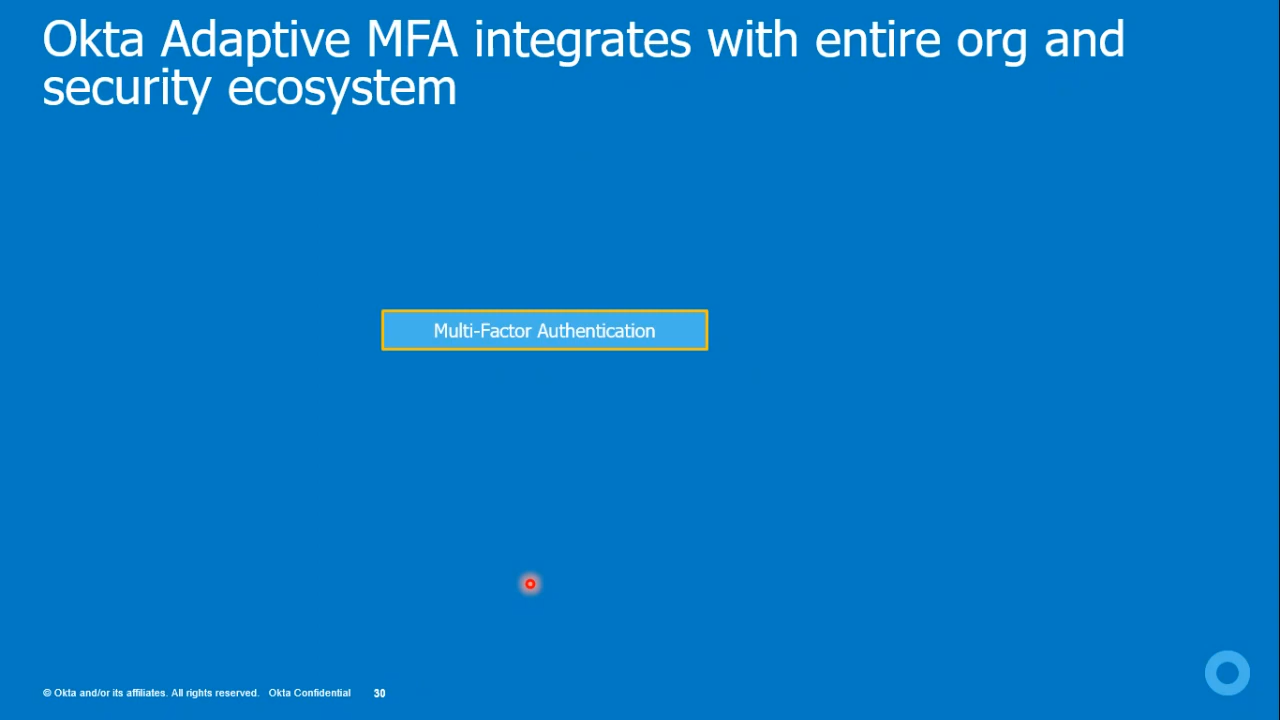 Okta Adaptive MFA integrates with entire org and
security ecosystem
Multi-Factor Authentication
© Okta and/or its affiliates. All rights reserved. Okta Confidential 30